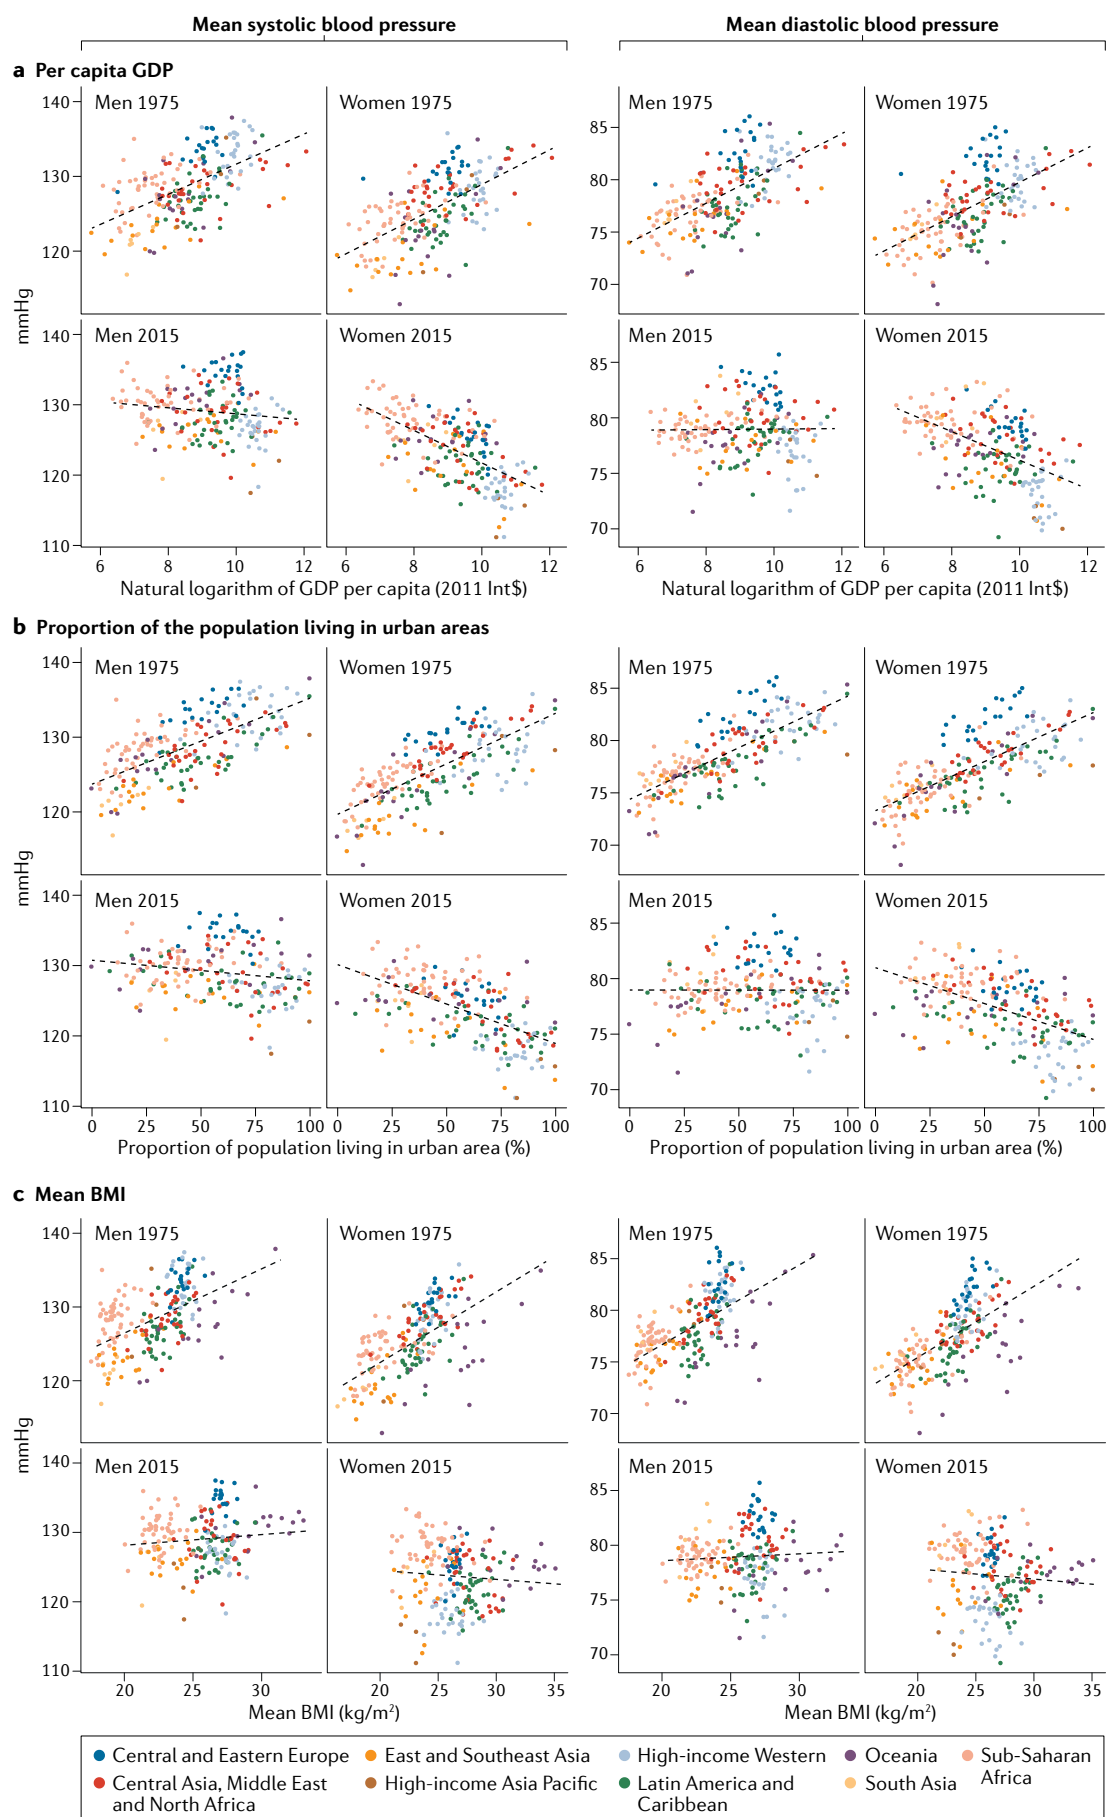 Mean systolic blood pressure
Mean diastolic blood pressure
a Per capita GDP
Men 1975
Women 1975
Men 1975
Women 1975
140
130
120
85
80
75
70
mmHg
Men 2015
Women 2015
Men 2015
Women 2015
140
130
120
110
85
80
75
70
6 8 10 12
6 8 10 12
6 8 10 12
6 8 10 12
Natural logarithm of GDP per capita (2011 Int$)
Natural logarithm of GDP per capita (2011 Int$)
b Proportion of the population living in urban areas
Men 1975
Women 1975
Men 1975
Women 1975
140
130
120
85
80
75
70
mmHg
Men 2015
Women 2015
Men 2015
Women 2015
140
130
120
110
85
80
75
70
0 25 50 75 100
0 25 50 75 100
0 25 50 75 100
0 25 50 75 100
Proportion of population living in urban area (%)
Proportion of population living in urban area (%)
c Mean BMI
Men 1975
Women 1975
Men 1975
Women 1975
140
130
120
85
80
75
70
mmHg
Men 2015
Women 2015
Men 2015
Women 2015
140
130
120
110
85
80
75
70
20 25 30
20 25 30 35
20 25 30
20 25 30 35
Mean BMI (kg/m²)
Mean BMI (kg/m²)
Central and Eastern Europe
Central Asia, Middle East
and North Africa
East and Southeast Asia
High-income Asia Pacific
High-income Western
Latin America and
Caribbean
Oceania
South Asia
Sub-Saharan
Africa